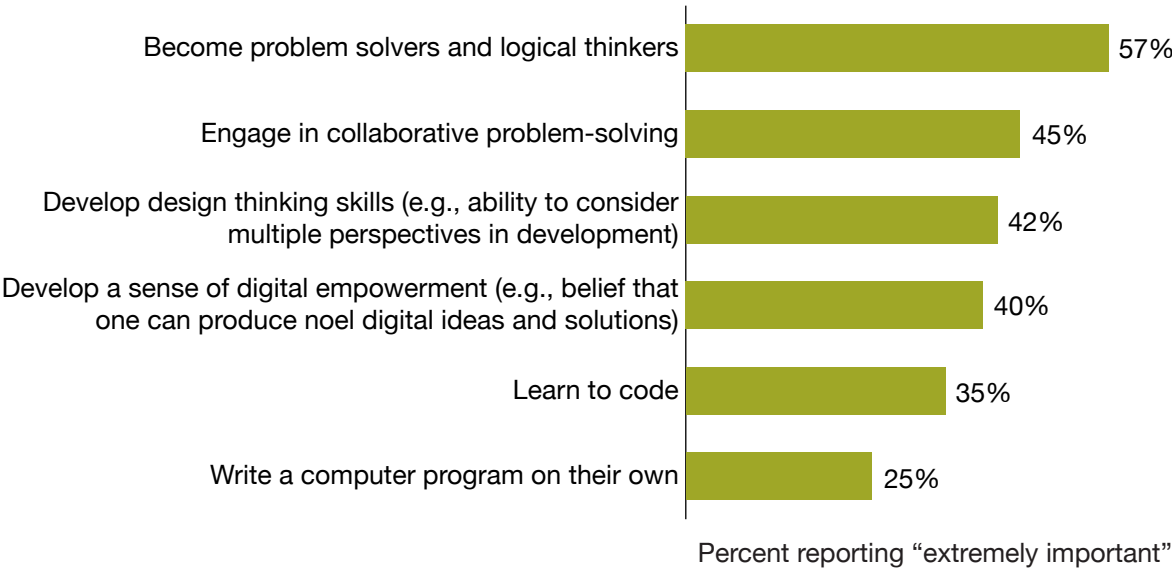 Become problem solvers and logical thinkers
57%
Engage in collaborative problem-solving
45%
Develop design thinking skills (e.g., ability to consider
multiple perspectives in development)
42%
Develop a sense of digital empowerment (e.g., belief that
one can produce noel digital ideas and solutions)
40%
Learn to code
35%
Write a computer program on their own
25%
Percent reporting “extremely important”